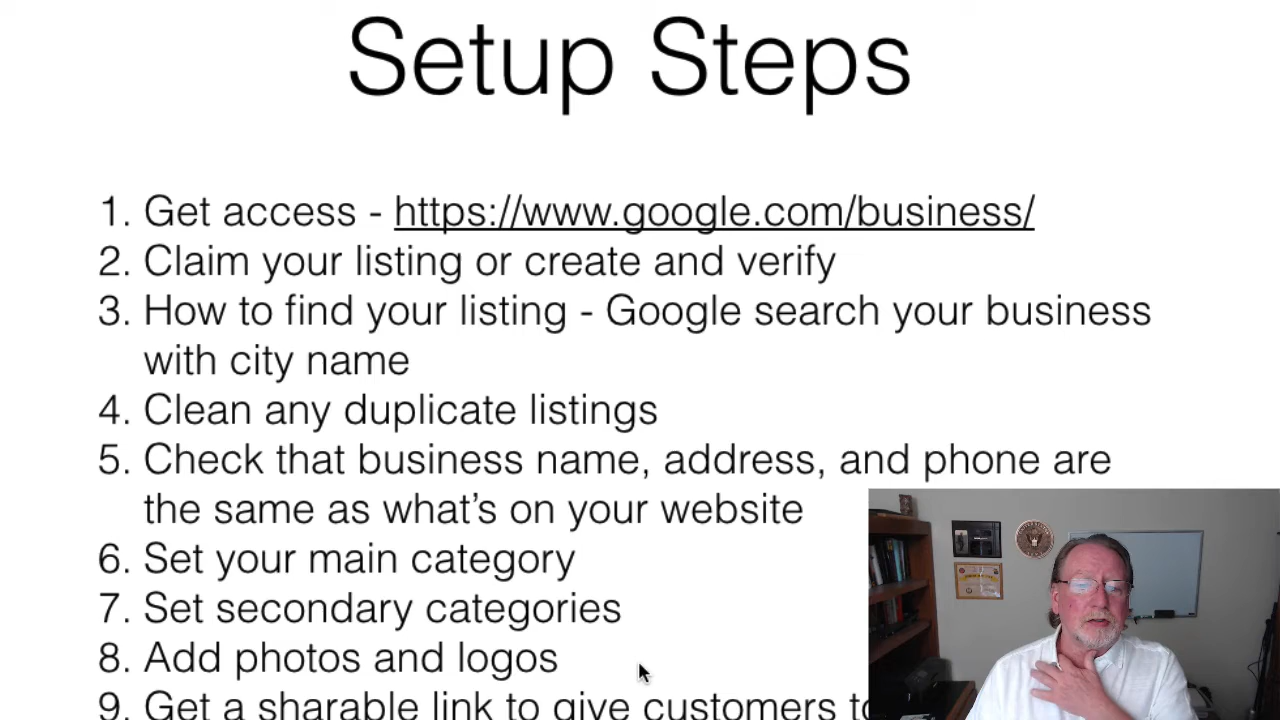 Setup Steps
1. Get access - https://www.google.com/business/
2. Claim your listing or create and verify
3. How to find your listing - Google search your business
with city name
4. Clean any duplicate listings
5. Check that business name, address, and phone are
the same as what’s on your website
6. Set your main category
7. Set secondary categories
8. Add photos and logos
9. Get a sharable link to give customers to